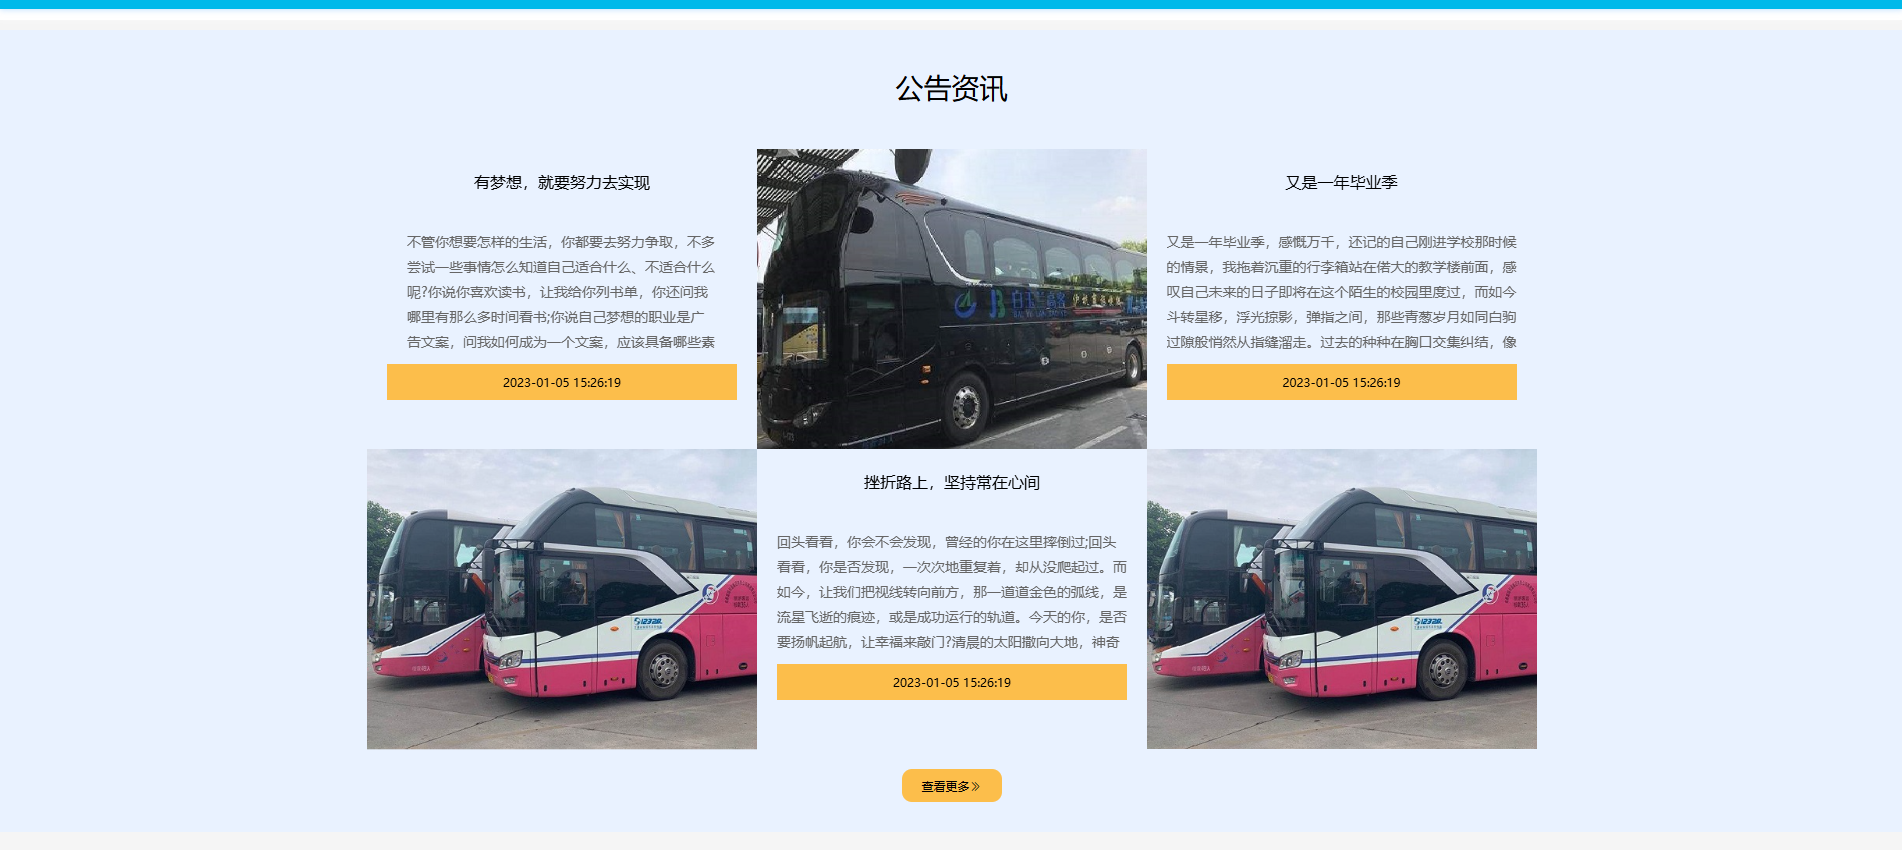 公告资讯
有梦想，就要努力去实现
不管你想要怎样的生活，你都要去努力争取，不多
尝试一些事情怎么知道自己适合什么、不适合什么
呢?你说你喜欢读书，让我给你列书单，你还问我
哪里有那么多时间看书;你说自己梦想的职业是广
告文案，问我如何成为一个文案，应该具备哪些素
2023-01-05 15:26:19
白玉兰高客
又是一年毕业季
又是一年毕业季，感慨万千，还记的自己刚进学校那时候
的情景，我拖着沉重的行李箱站在偌大的教学楼前面，感
叹自己未来的日子即将在这个陌生的校园里度过，而如今
斗转星移，浮光掠影，弹指之间，那些青葱岁月如同白驹
过隙般悄然从指缝溜走。过去的种种在胸口交集纠结，像
2023-01-05 15:26:19
12328
挫折路上，坚持常在心间
回头看看，你会不会发现，曾经的你在这里摔倒过;回头
看看，你是否发现，一次次地重复着，却从没爬起过。而
如今，让我们把视线转向前方，那一道道金色的弧线，是
流星飞逝的痕迹，或是成功运行的轨道。今天的你，是否
要扬帆起航，让幸福来敲门?清晨的太阳撒向大地，神奇
2023-01-05 15:26:19
12328
查看更多